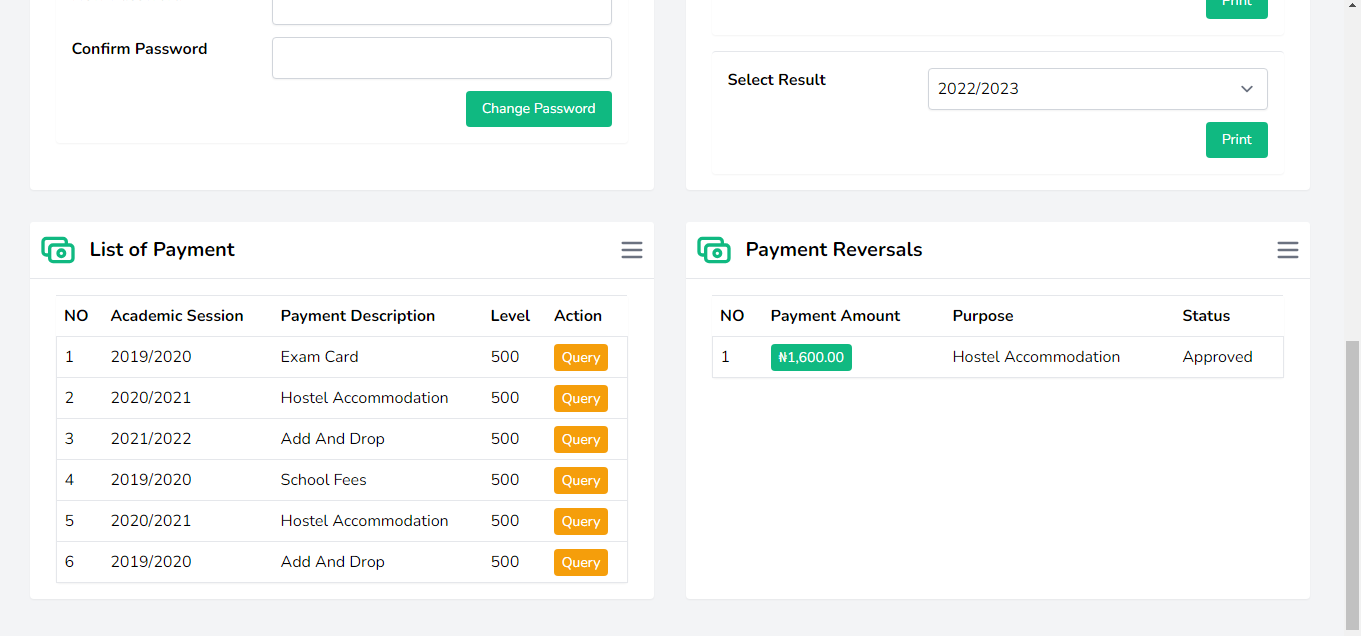 Confirm Password
Change Password
Print
Select Result
2022/2023
Print
List of Payment
NO Academic Session Payment Description Level Action
1 2019/2020 Exam Card 500 Query
2 2020/2021 Hostel Accommodation 500 Query
3 2021/2022 Add And Drop 500 Query
4 2019/2020 School Fees 500 Query
5 2020/2021 Hostel Accommodation 500 Query
6 2019/2020 Add And Drop 500 Query
Payment Reversals
NO Payment Amount Purpose Status
1 ₦1,600.00 Hostel Accommodation Approved